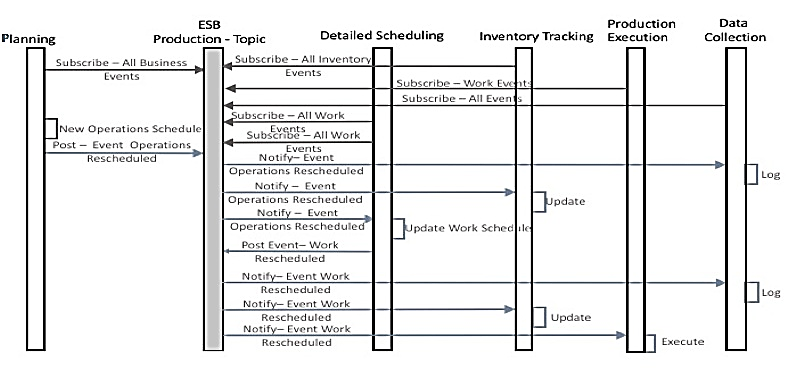 Planning
ESB
Production - Topic
Detailed Scheduling
Inventory Tracking
Production
Execution
Data
Collection
Subscribe – All Business
Events
Subscribe – All Inventory
Events
Subscribe – Work Events
Subscribe – All Events
Subscribe – All Work
Events
New Operations Schedule
Subscribe – All Work
Events
Post – Event Operations
Rescheduled
Notify– Event
Operations Rescheduled
Log
Notify – Event
Operations Rescheduled
Update
Notify – Event
Operations Rescheduled
Update Work Schedule
Post Event– Work
Rescheduled
Notify– Event Work
Rescheduled
Log
Notify– Event Work
Rescheduled
Update
Notify– Event Work
Rescheduled
Execute